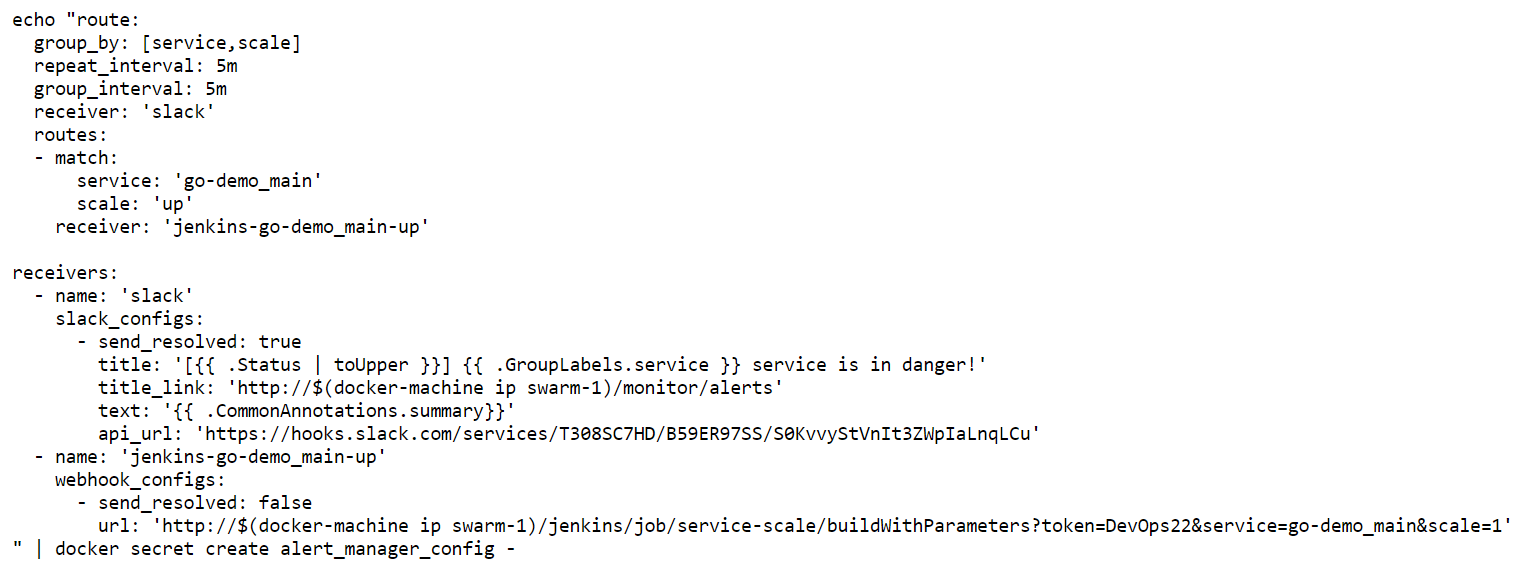 echo "route:
  group_by: [service,scale]
  repeat_interval: 5m
  group_interval: 5m
  receiver: 'slack'
  routes:
  - match:
      service: 'go-demo_main'
      scale: 'up'
    receiver: 'jenkins-go-demo_main-up'

receivers:
  - name: 'slack'
    slack_configs:
      - send_resolved: true
        title: '[{{ .Status | toUpper }}] {{ .GroupLabels.service }} service is in danger!'
        title_link: 'http://$(docker-machine ip swarm-1)/monitor/alerts'
        text: '{{ .CommonAnnotations.summary}}'
        api_url: 'https://hooks.slack.com/services/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'
  - name: 'jenkins-go-demo_main-up'
    webhook_configs:
      - send_resolved: false
        url: 'http://$(docker-machine ip swarm-1)/jenkins/job/service-scale/buildWithParameters?token=DevOps22&service=go-demo_main&scale=1'
" | docker secret create alert_manager_config -